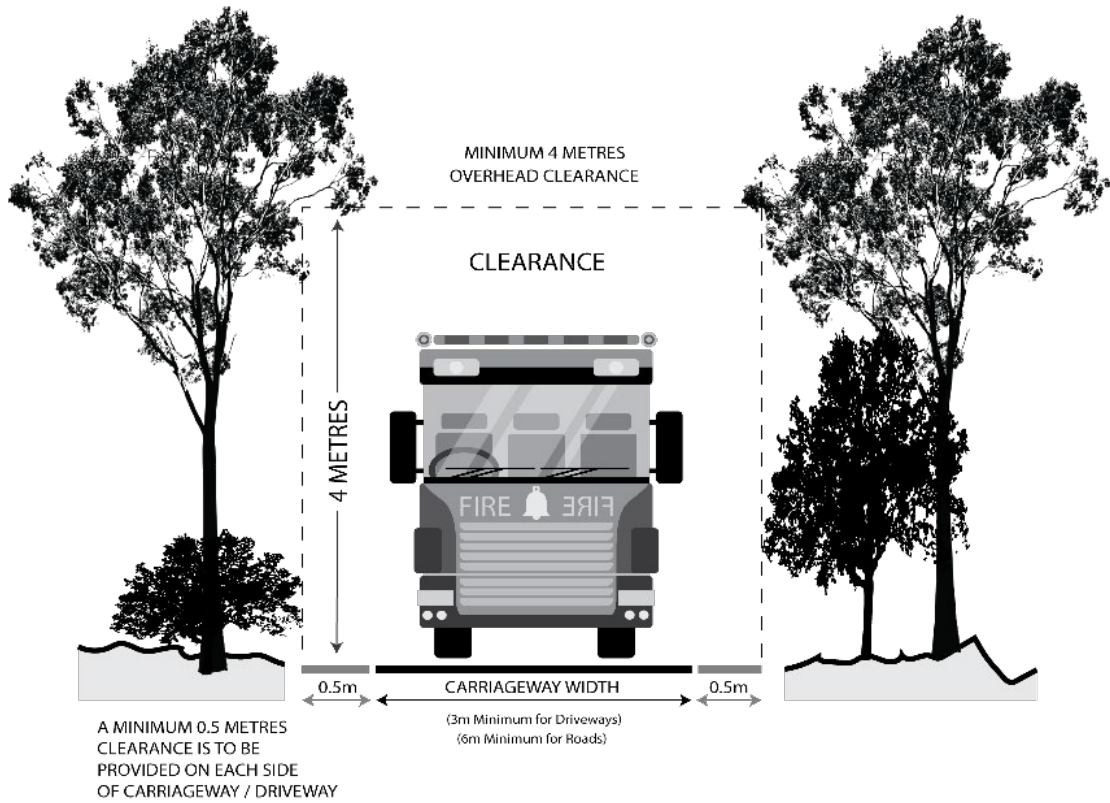 MINIMUM 4 METRES
OVERHEAD CLEARANCE
CLEARANCE
4 METRES
FIRE FIRE
0.5m
CARRIAGEWAY WIDTH
0.5m
(3m Minimum for Driveways)
(6m Minimum for Roads)
A MINIMUM 0.5 METRES
CLEARANCE IS TO BE
PROVIDED ON EACH SIDE
OF CARRIAGEWAY / DRIVEWAY